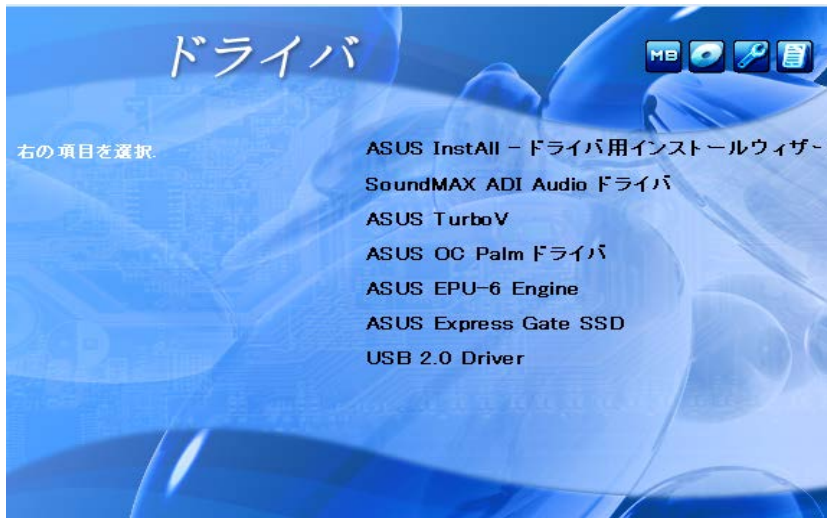 ドライバ
MB
右の項目を選択.
ASUS InstAll - ドライバ用インストールウィザー
SoundMAX ADI Audio ドライバ
ASUS TurboV
ASUS OC Palm ドライバ
ASUS EPU-6 Engine
ASUS Express Gate SSD
USB 2.0 Driver